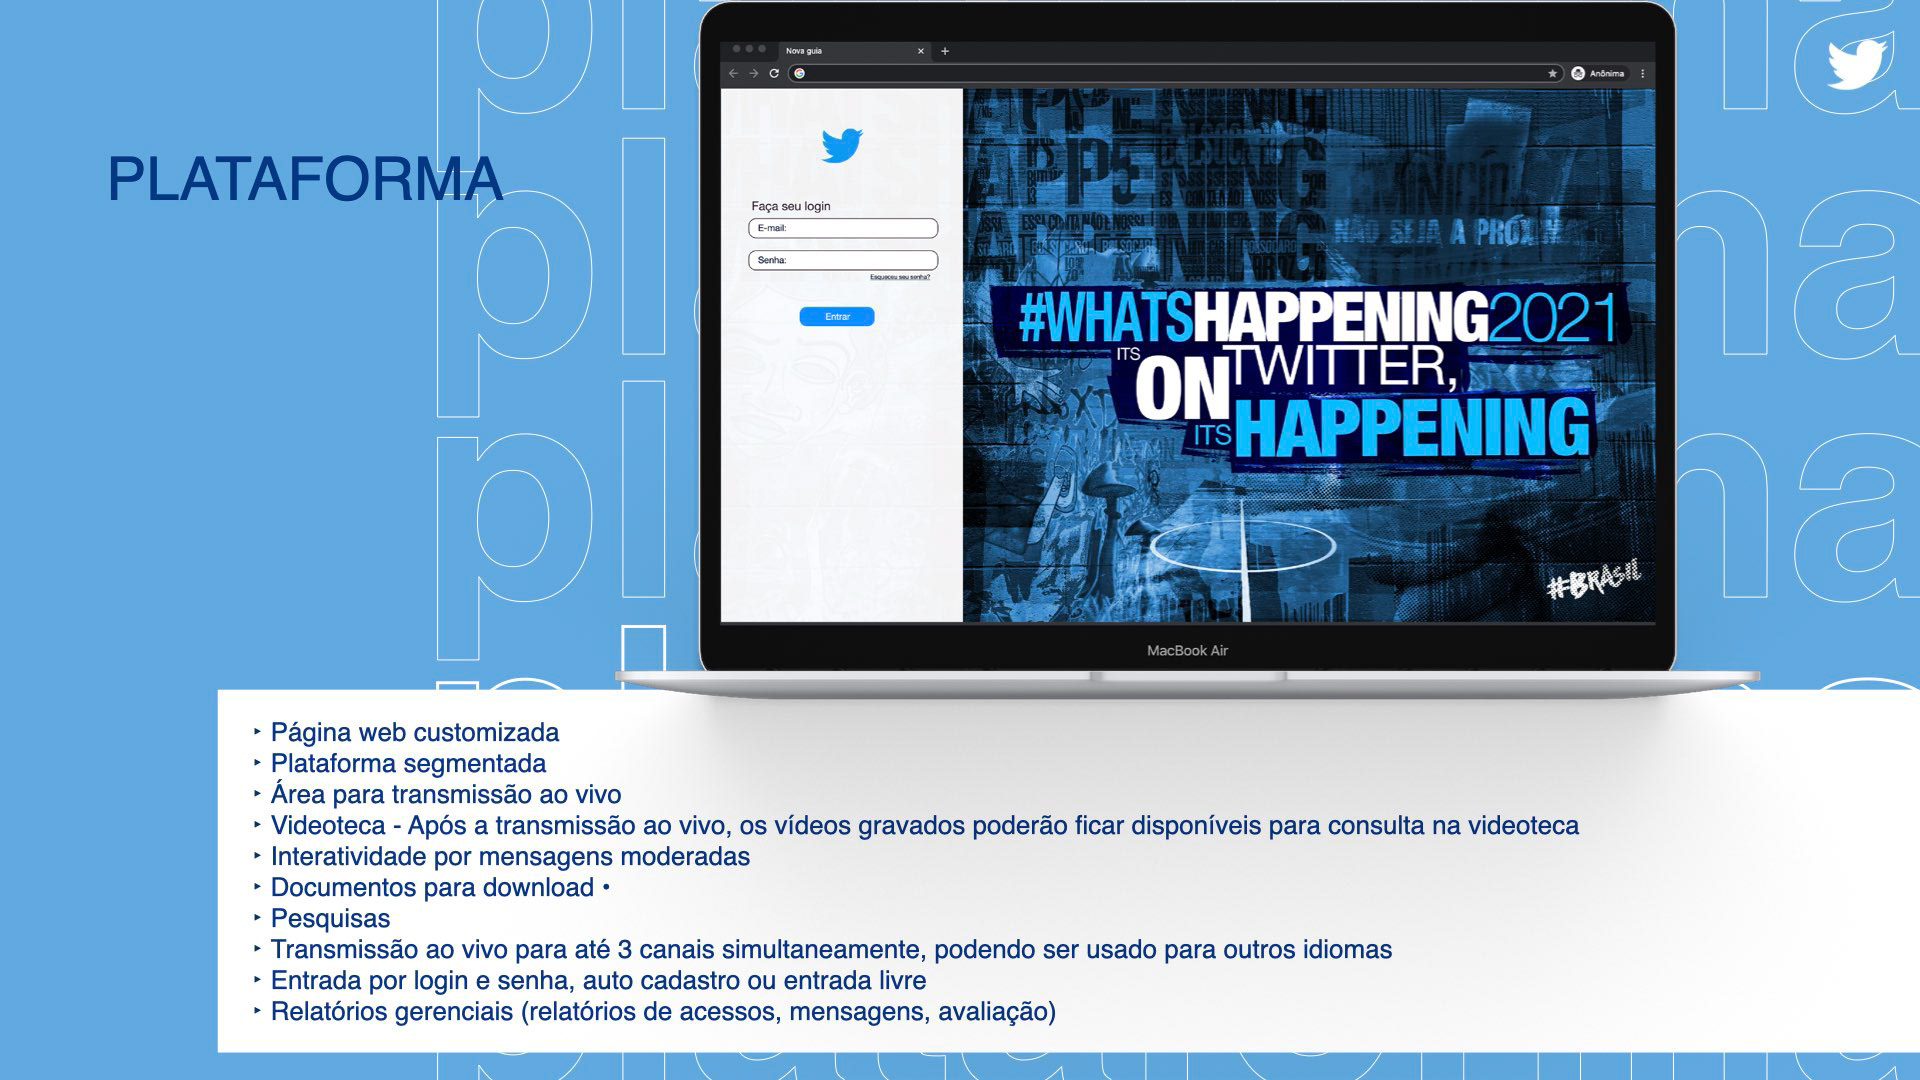 PLATAFORMA
Nova guia
Anônima
Faça seu login
E-mail:
Senha:
Esqueceu seu senha?
Entrar
NÃO SEJA A PRÓXIMA
#WHATSHAPPENING2021
ITS ON TWITTER,
ITS HAPPENING
#BRASIL
MacBook Air
‣ Página web customizada
‣ Plataforma segmentada
‣ Área para transmissão ao vivo
‣ Videoteca - Após a transmissão ao vivo, os vídeos gravados poderão ficar disponíveis para consulta na videoteca
‣ Interatividade por mensagens moderadas
‣ Documentos para download •
‣ Pesquisas
‣ Transmissão ao vivo para até 3 canais simultaneamente, podendo ser usado para outros idiomas
‣ Entrada por login e senha, auto cadastro ou entrada livre
‣ Relatórios gerenciais (relatórios de acessos, mensagens, avaliação)